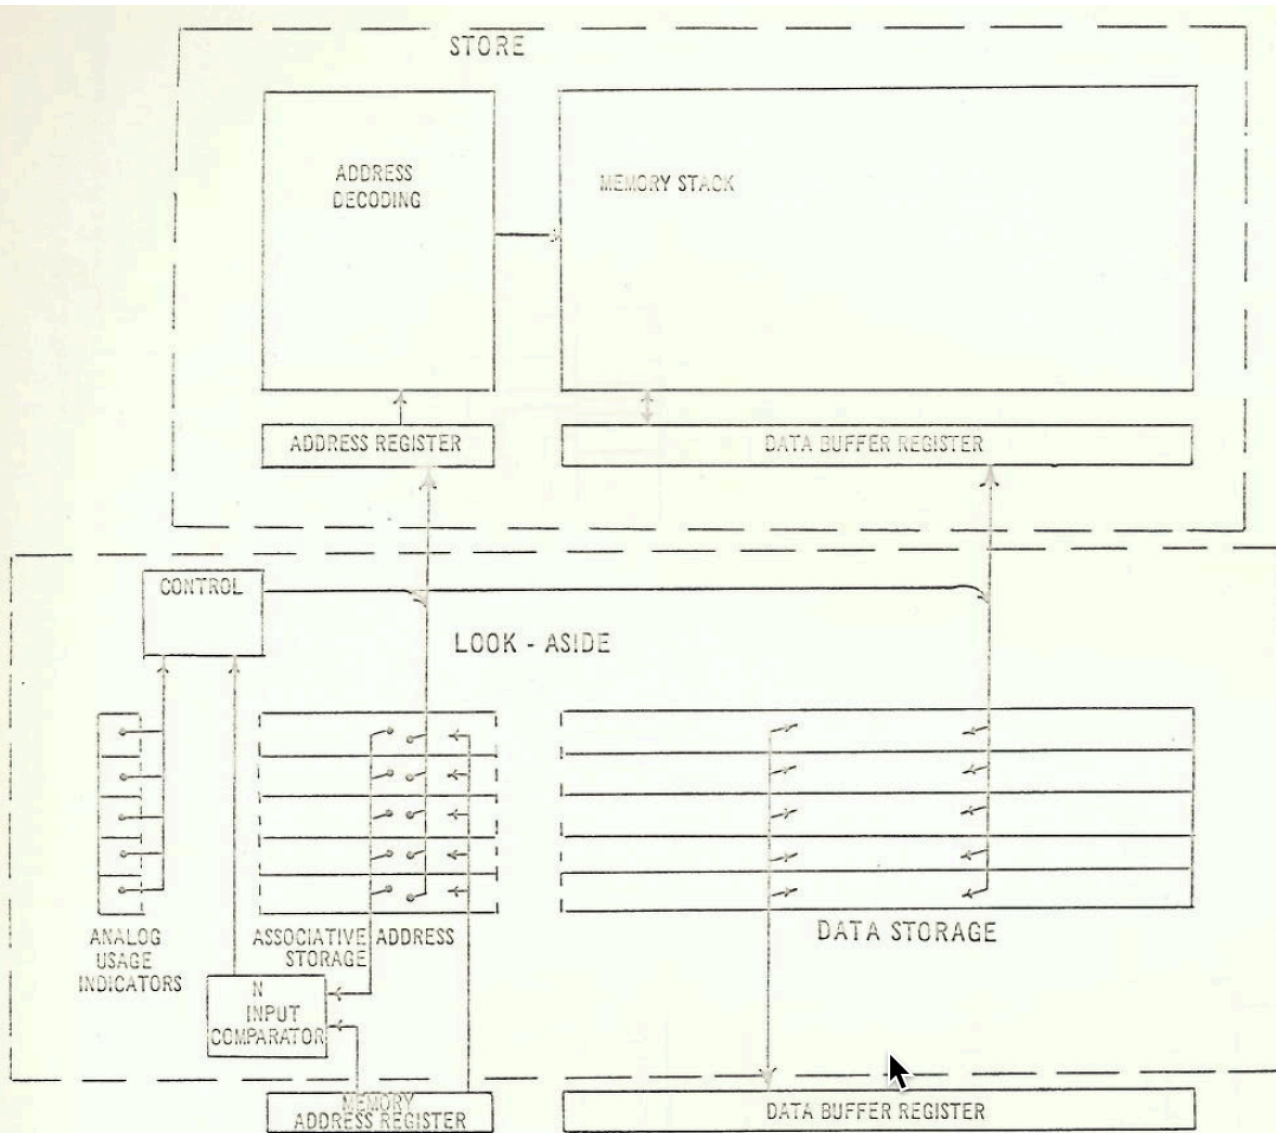 STORE
ADDRESS
DECODING
MEMORY STACK
ADDRESS REGISTER
DATA BUFFER REGISTER
CONTROL
LOOK - ASIDE
ANALOG
USAGE
INDICATORS
ASSOCIATIVE ADDRESS
STORAGE
DATA STORAGE
N
INPUT
COMPARATOR
MEMORY
ADDRESS REGISTER
DATA BUFFER REGISTER